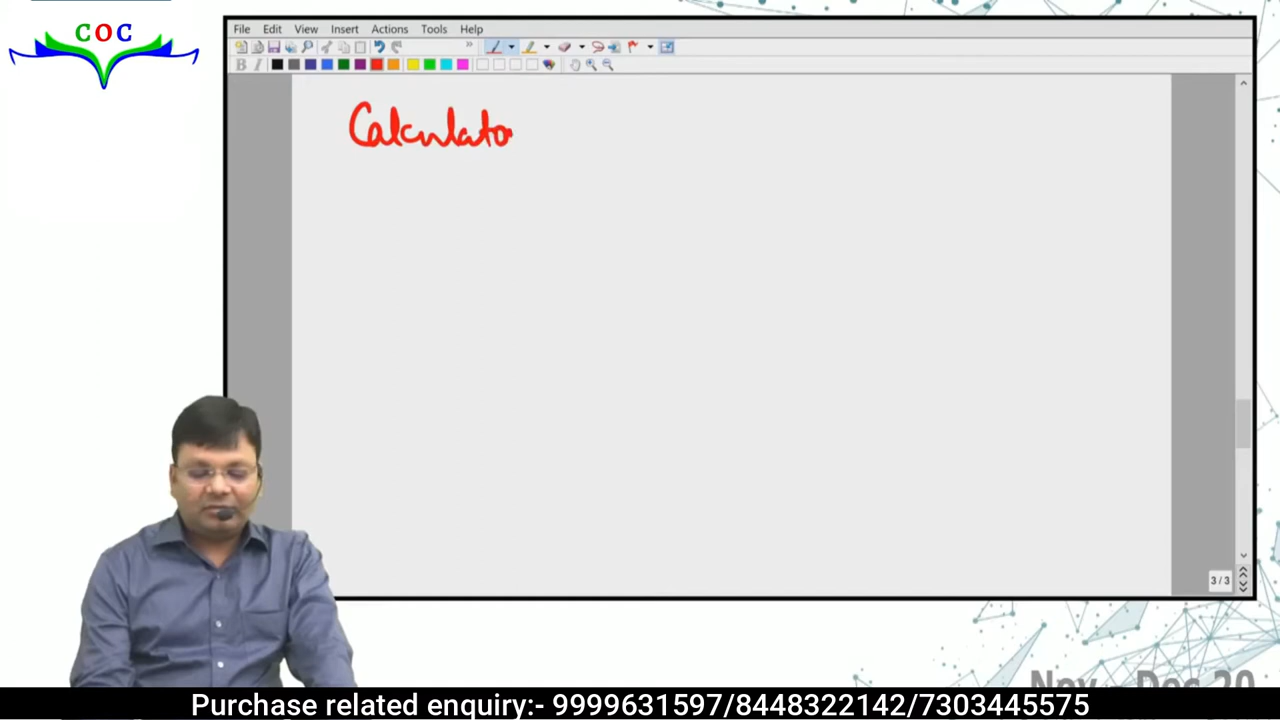 COC
File Edit View Insert Actions Tools Help
B I
Calculato
3 / 3
Purchase related enquiry:- 9999631597/8448322142/7303445575